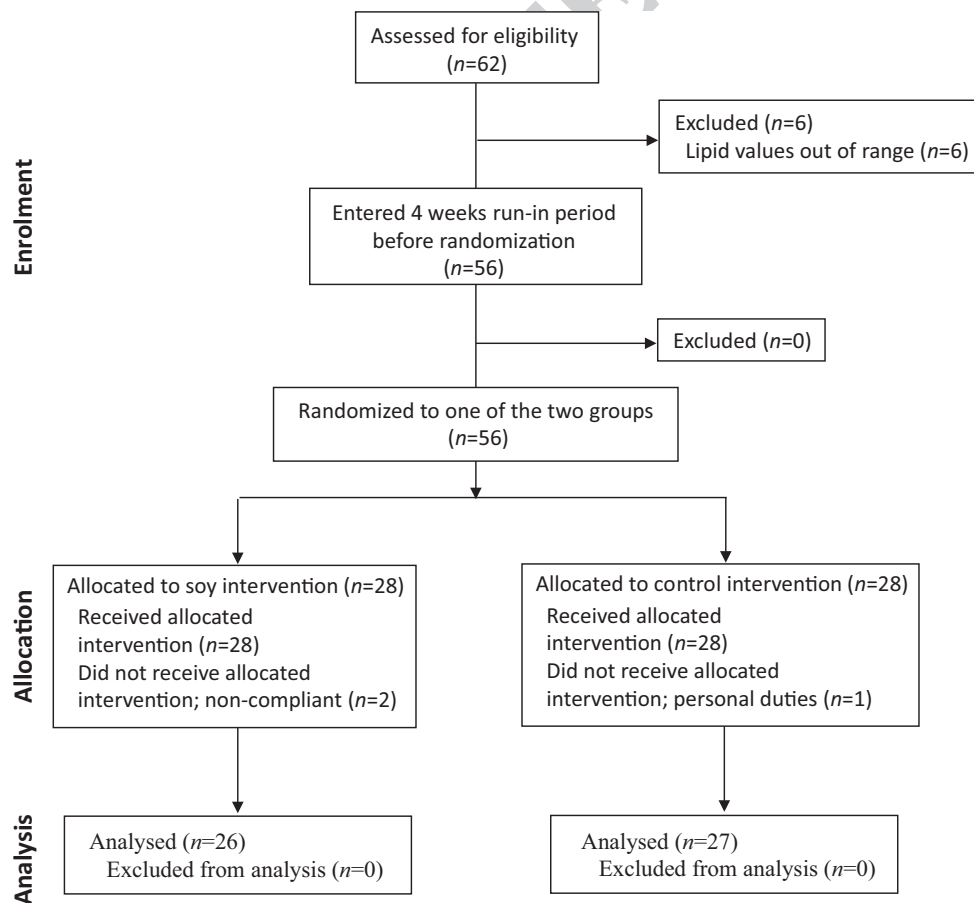 Assessed for eligibility
(n=62)
Excluded (n=6)
Lipid values out of range (n=6)
Enrolment
Entered 4 weeks run-in period
before randomization
(n=56)
Excluded (n=0)
Randomized to one of the two groups
(n=56)
Allocation
Allocated to soy intervention (n=28)
Received allocated
intervention (n=28)
Did not receive allocated
intervention; non-compliant (n=2)
Allocated to control intervention (n=28)
Received allocated
intervention (n=28)
Did not receive allocated
intervention; personal duties (n=1)
Analysis
Analysed (n=26)
Excluded from analysis (n=0)
Analysed (n=27)
Excluded from analysis (n=0)